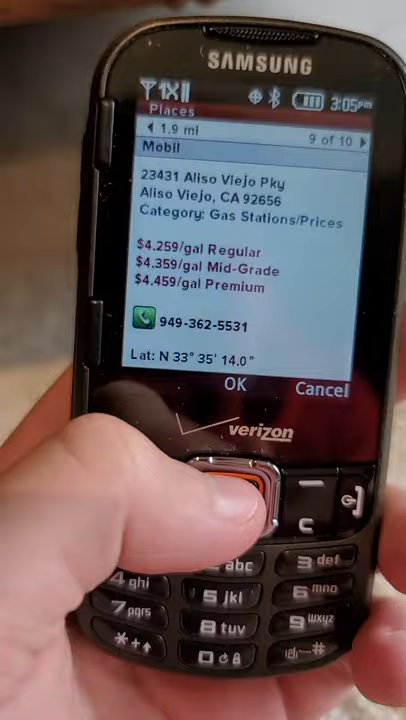 SAMSUNG
1X
3:05pm
Places
1.9 mi 9 of 10
Mobil
23431 Aliso Viejo Pky
Aliso Viejo, CA 92656
Category: Gas Stations/Prices
$4.259/gal Regular
$4.359/gal Mid-Grade
$4.459/gal Premium
949-362-5531
Lat: N 33° 35' 14.0"
OK Cancel
verizon
C
abc 3 def
4 ghi 5 jkl 6 mno
7 pqrs 8 tuv 9 wxyz
* 0 #